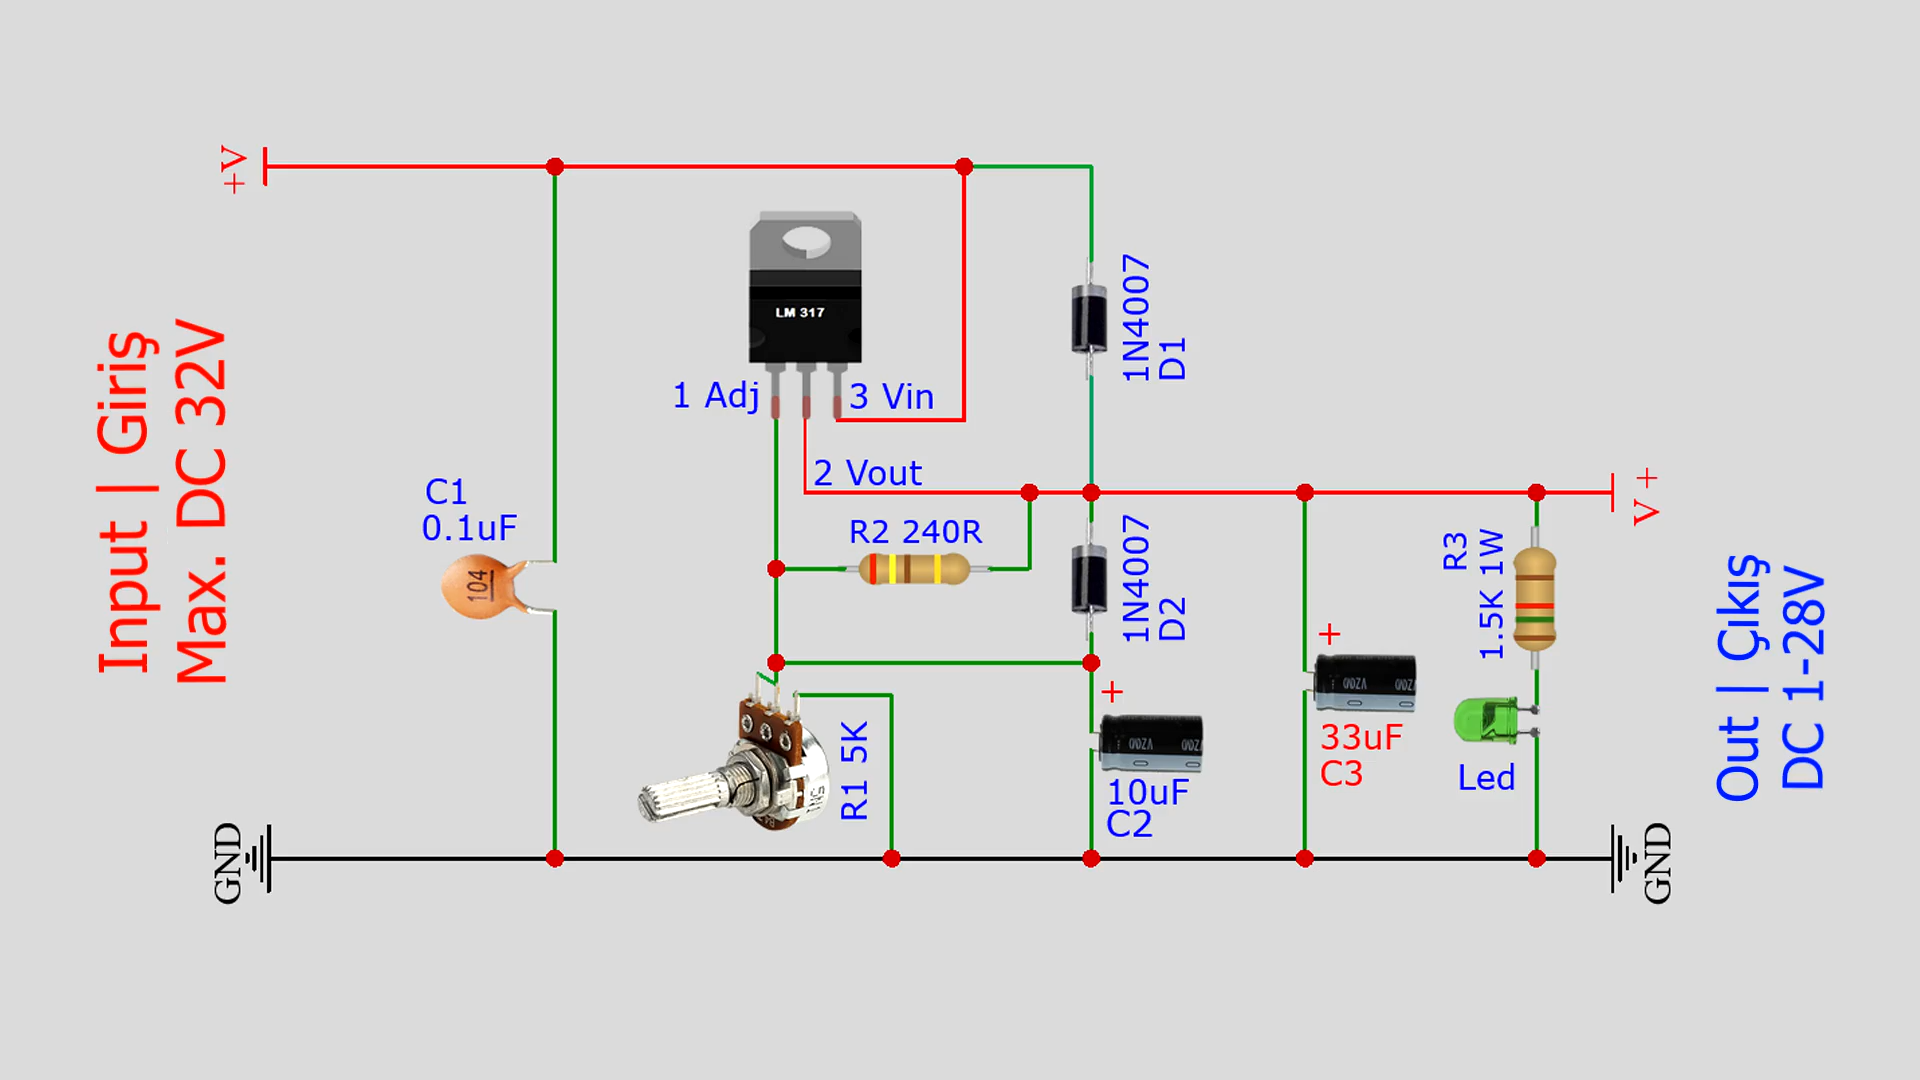 Input | Giriş
Max. DC 32V
+V
GND
C1
0.1uF
104
LM 317
1 Adj
3 Vin
2 Vout
R2 240R
R1 5K
1N4007
D1
1N4007
D2
+
10uF
C2
+
33uF
C3
R3
1.5K 1W
Led
V +
GND
Out | Çıkış
DC 1-28V